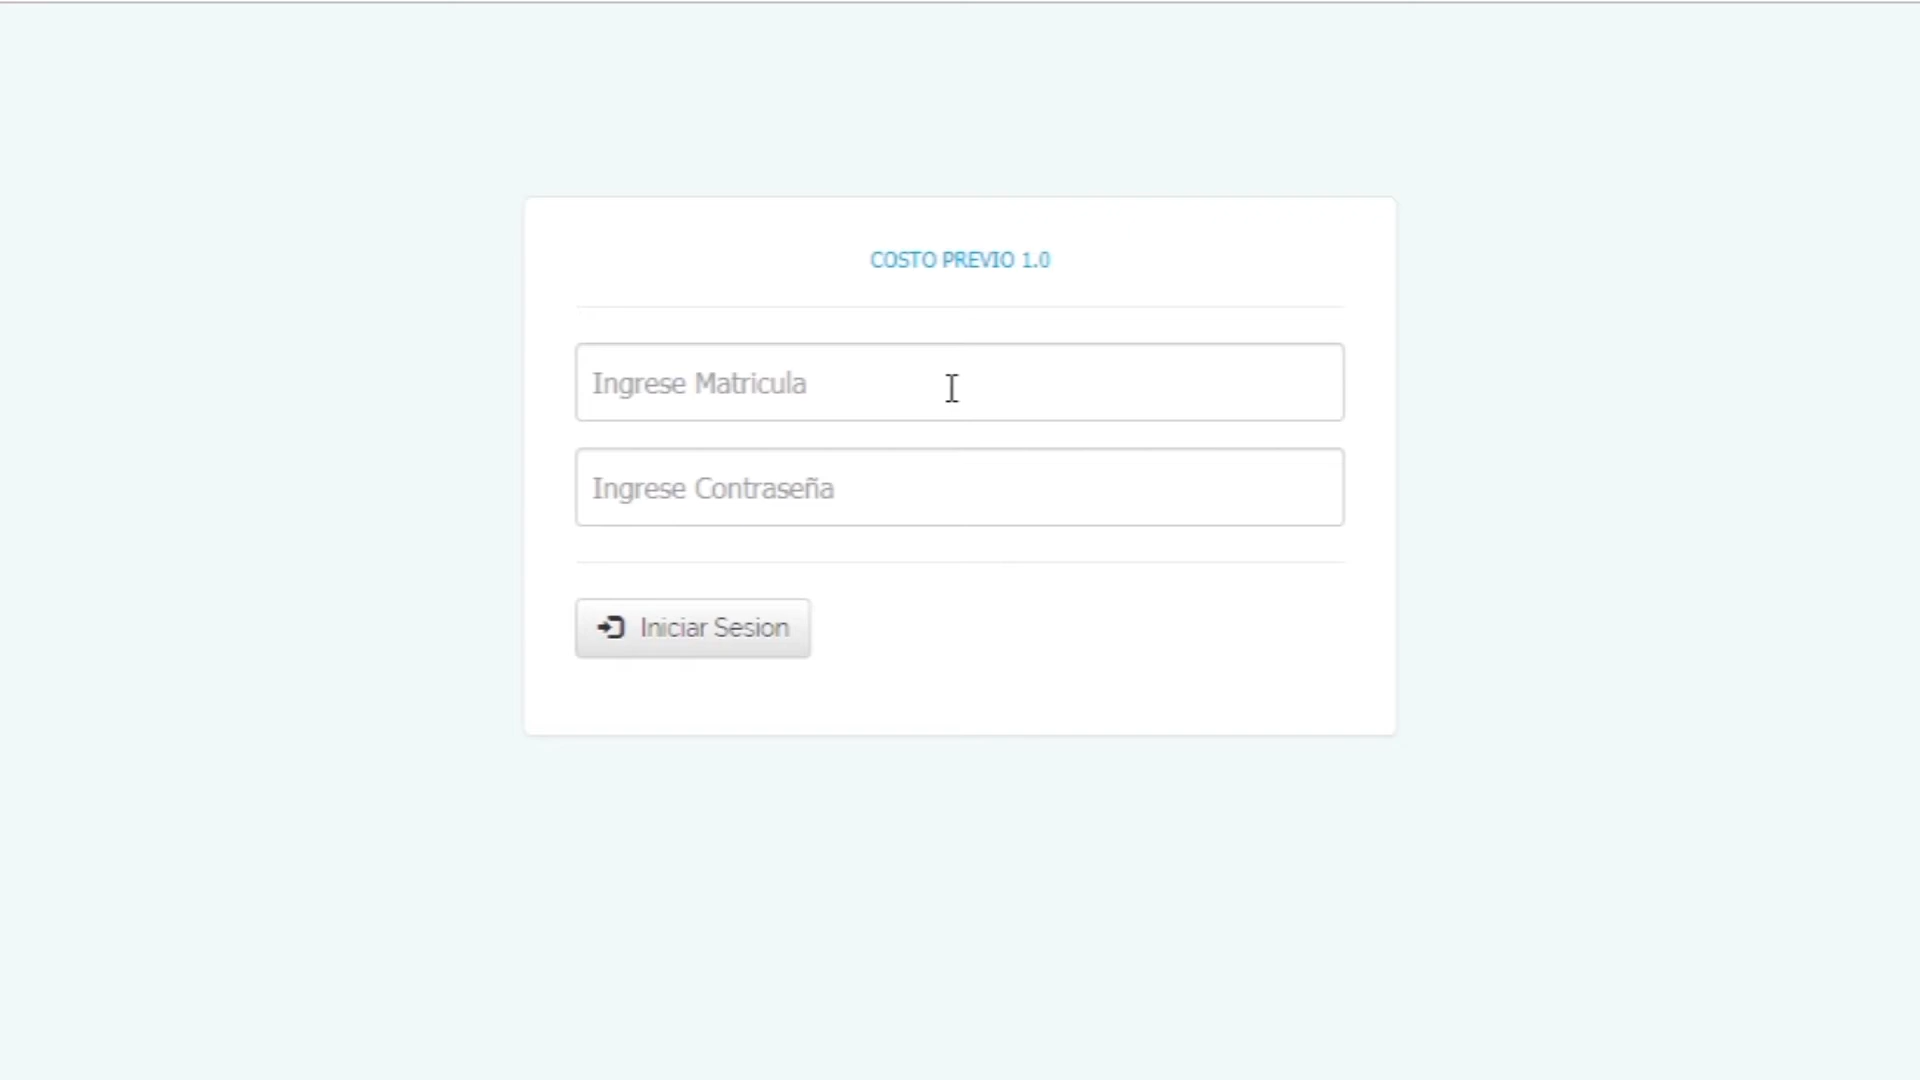 COSTO PREVIO 1.0
Ingrese Matricula
Ingrese Contraseña
Iniciar Sesion